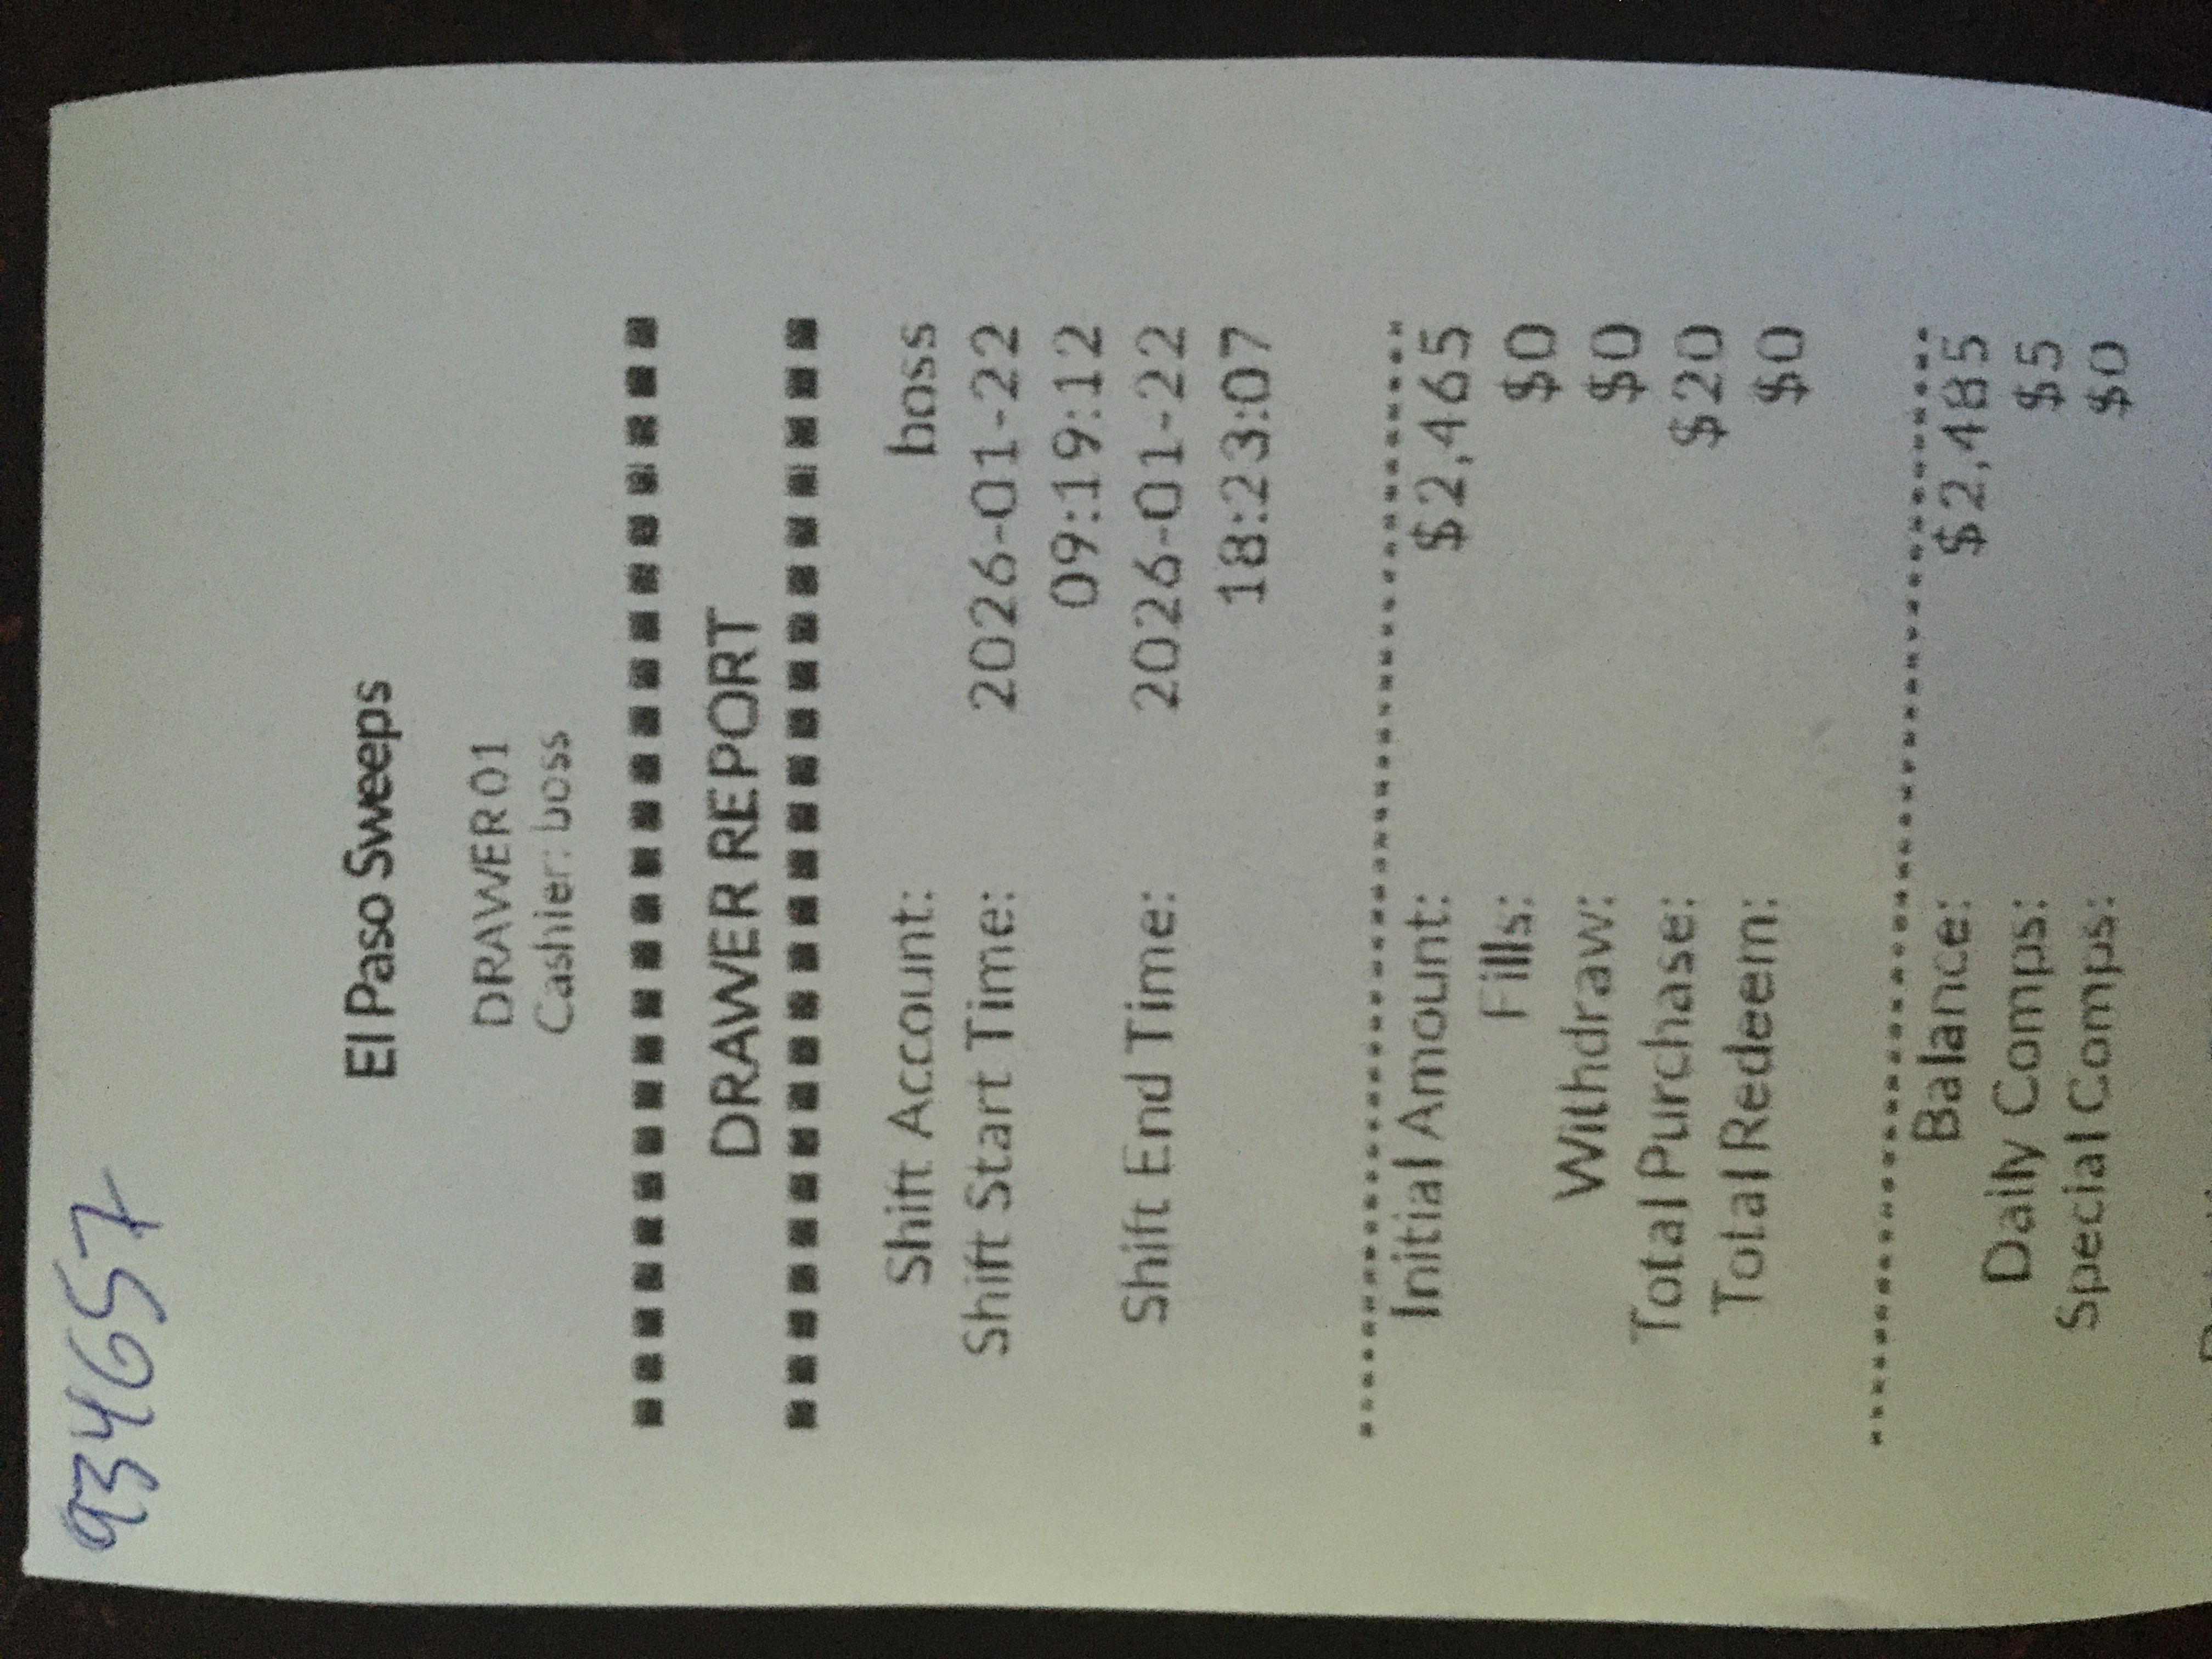 934657
El Paso Sweeps
DRAWER01
Cashier: boss
DRAWER REPORT
Shift Account: boss
Shift Start Time: 2026-01-22
09:19:12
Shift End Time: 2026-01-22
18:23:07
Initial Amount: $2,465
Fills: $0
Withdraw: $0
Total Purchase: $20
Total Redeem: $0
Balance: $2,485
Daily Comps: $5
Special Comps: $0